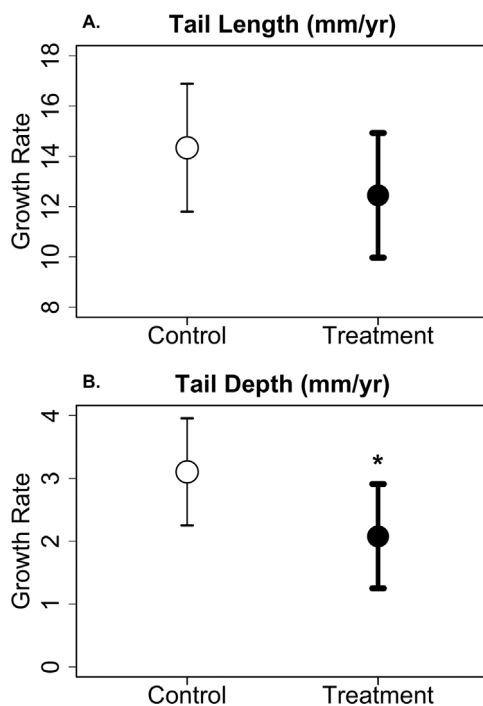 A. Tail Length (mm/yr)
Growth Rate
18
16
14
12
10
8
Control Treatment
B. Tail Depth (mm/yr)
Growth Rate
4
3
*
2
1
0
Control Treatment